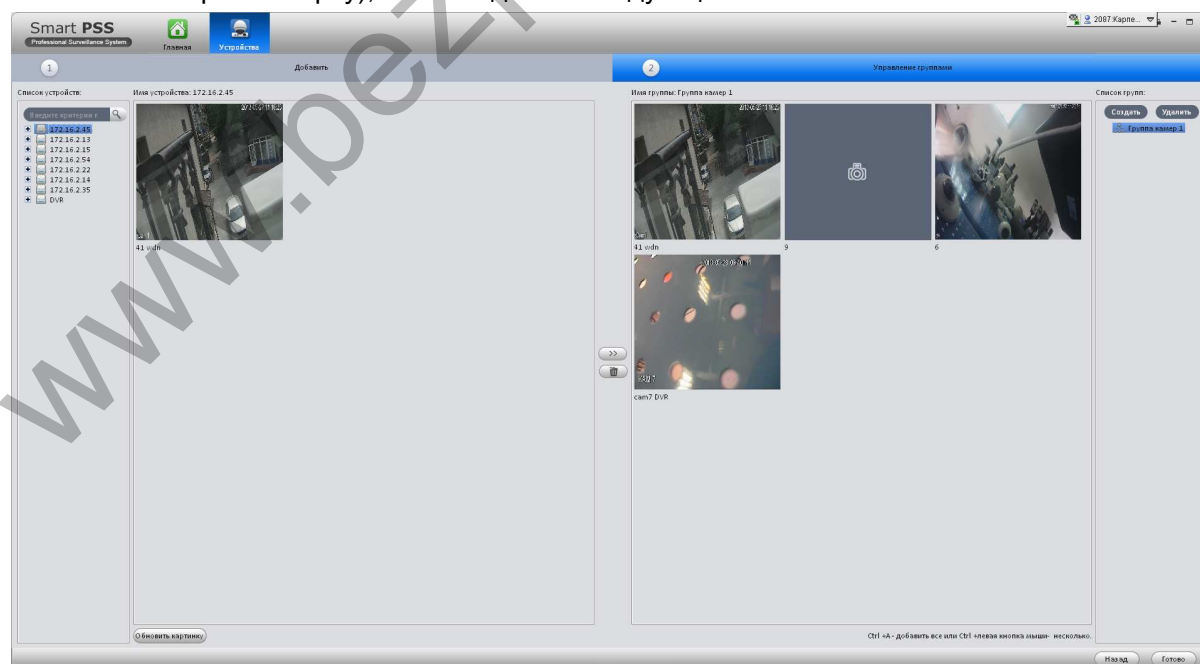 Smart PSS
Professional Surveillance System
Главная
Устройства
2087:Карпе...
1
Добавить
2
Управление группами
Список устройств:
Имя устройства: 172.16.2.45
Имя группы: Группа камер 1
Список групп:
Введите критерии к
172.16.2.45
172.16.2.13
172.16.2.15
172.16.2.54
172.16.2.22
172.16.2.14
172.16.2.35
DVR
41 wdn
41 wdn
9
6
cam7 DVR
>>
Создать
Удалить
Группа камер 1
Обновить картинку
Ctrl +A- добавить все или Ctrl +левая кнопка мыши- несколько.
Назад
Готово